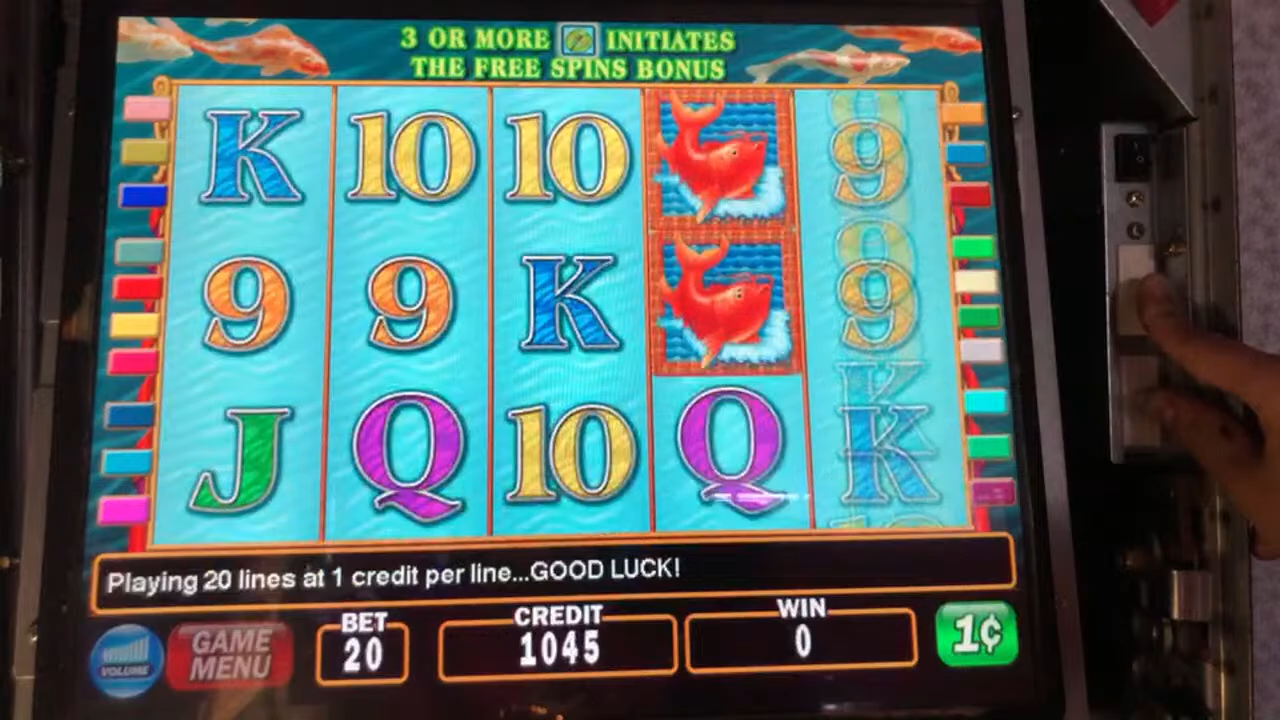 3 OR MORE INITIATES
THE FREE SPINS BONUS
K 10 10 9
9 9 K 9
J Q 10 Q K
Playing 20 lines at 1 credit per line...GOOD LUCK!
BET CREDIT WIN
VOLUME GAME MENU 20 1045 0 1¢